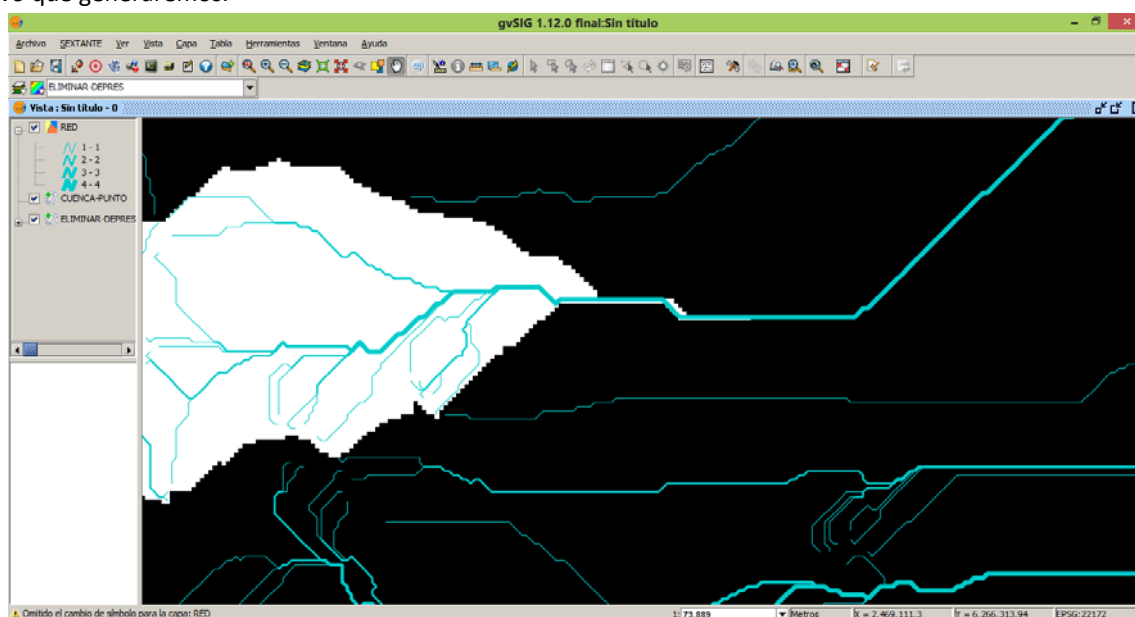 vo que generaremos.
gvSIG 1.12.0 final:Sin título
Archivo SEXTANTE Ver Vista Capa Tabla Herramientas Ventana Ayuda
ELIMINAR-DEPRES
Vista : Sin título - 0
RED
1 - 1
2 - 2
3 - 3
4 - 4
CUENCA-PUNTO
ELIMINAR-DEPRES
Omitido el cambio de símbolo para la capa: RED 1: 73.889 Metros X = 2.469.111,3 Y = 6.266.313,94 EPSG:22172